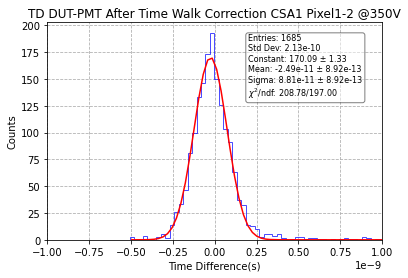 TD DUT-PMT After Time Walk Correction CSA1 Pixel1-2 @350V
200
175
150
125
100
75
50
25
0
Counts
Entries: 1685
Std Dev: 2.13e-10
Constant: 170.09 ± 1.33
Mean: -2.49e-11 ± 8.92e-13
Sigma: 8.81e-11 ± 8.92e-13
χ²/ndf: 208.78/197.00
−1.00 −0.75 −0.50 −0.25 0.00 0.25 0.50 0.75 1.00
Time Difference(s)
1e−9